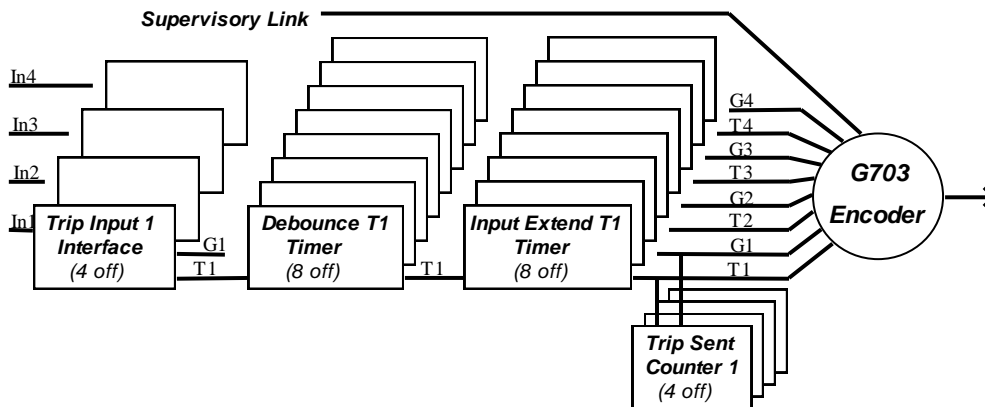 Supervisory Link
In4
In3
In2
In1
Trip Input 1
Interface
(4 off)
G1
T1
Debounce T1
Timer
(8 off)
T1
Input Extend T1
Timer
(8 off)
G4
T4
G3
T3
G2
T2
G1
T1
G703
Encoder
Trip Sent
Counter 1
(4 off)